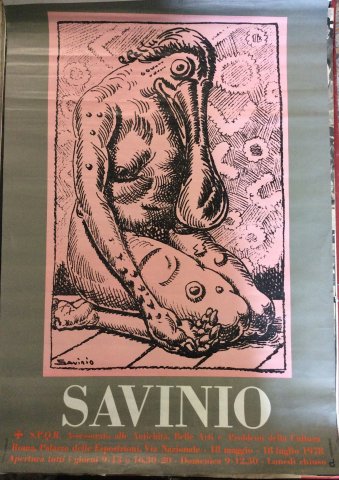 Savinio
SAVINIO
S.P.Q.R. Assessorato alle Antichità, Belle Arti e Problemi della Cultura
Roma, Palazzo delle Esposizioni, Via Nazionale - 18 maggio - 18 luglio 1978
Apertura tutti i giorni 9-13 • 16,30-20 - Domenica 9-12,30 - Lunedì chiuso